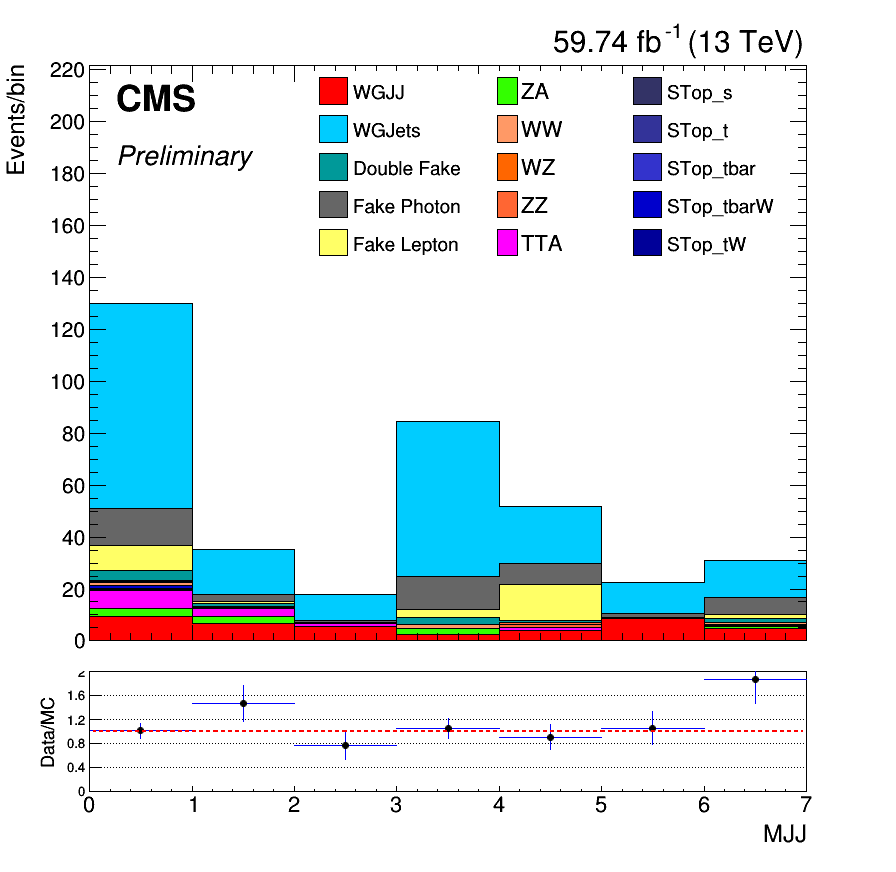 59.74 fb-1 (13 TeV)
Events/bin
220
200
180
160
140
120
100
80
60
40
20
0
CMS
Preliminary
WGJJ
WGJets
Double Fake
Fake Photon
Fake Lepton
ZA
WW
WZ
ZZ
TTA
STop_s
STop_t
STop_tbar
STop_tbarW
STop_tW
Data/MC
2
1.6
1.2
0.8
0.4
0
0 1 2 3 4 5 6 7
MJJ